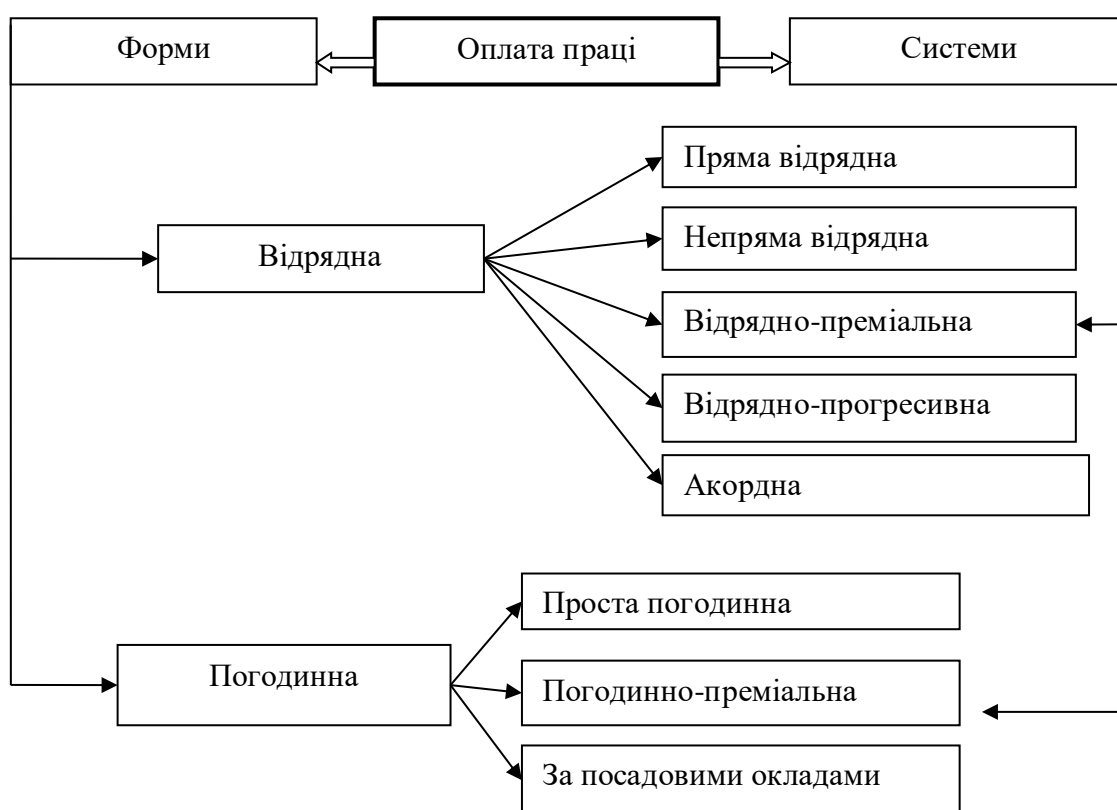 Форми
Оплата праці
Системи
Пряма відрядна
Непряма відрядна
Відрядна
Відрядно-преміальна
Відрядно-прогресивна
Акордна
Проста погодинна
Погодинна
Погодинно-преміальна
За посадовими окладами